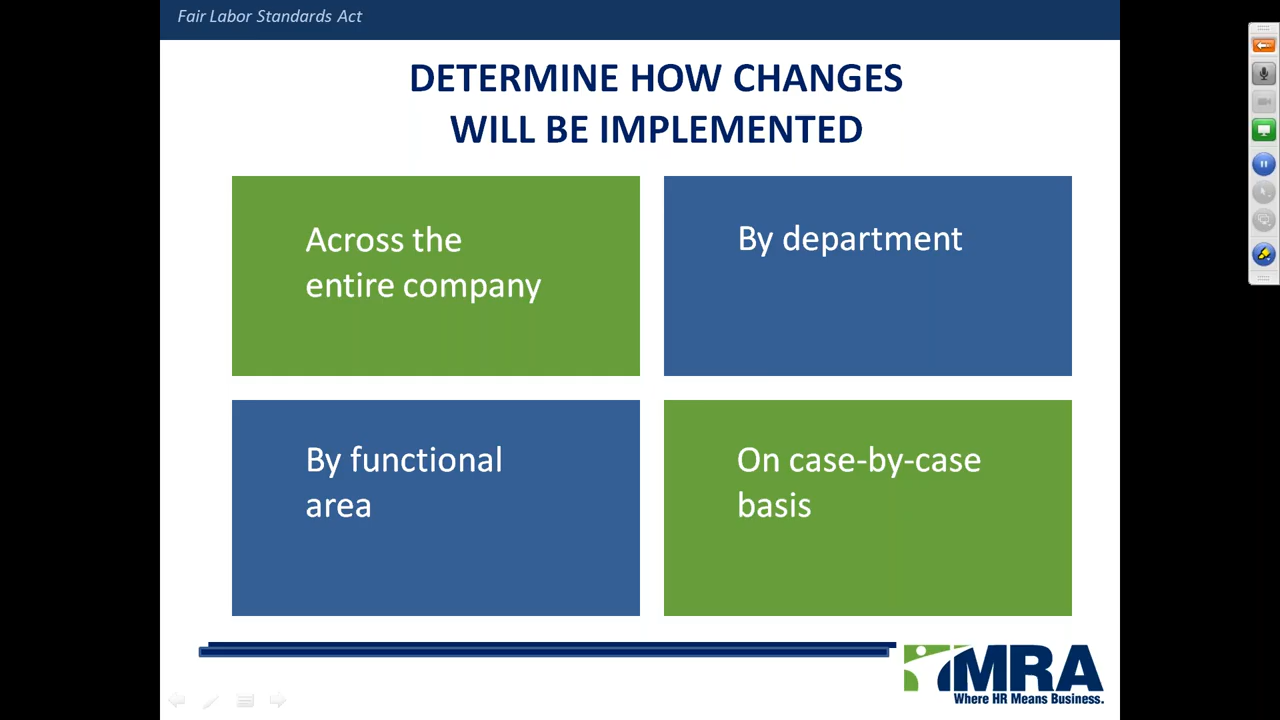 Fair Labor Standards Act
DETERMINE HOW CHANGES
WILL BE IMPLEMENTED
Across the
entire company
By department
By functional
area
On case-by-case
basis
MRA
Where HR Means Business.